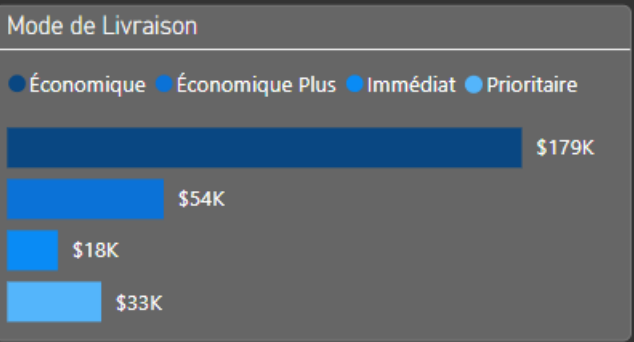 Mode de Livraison
Économique Économique Plus Immédiat Prioritaire
$179K
$54K
$18K
$33K